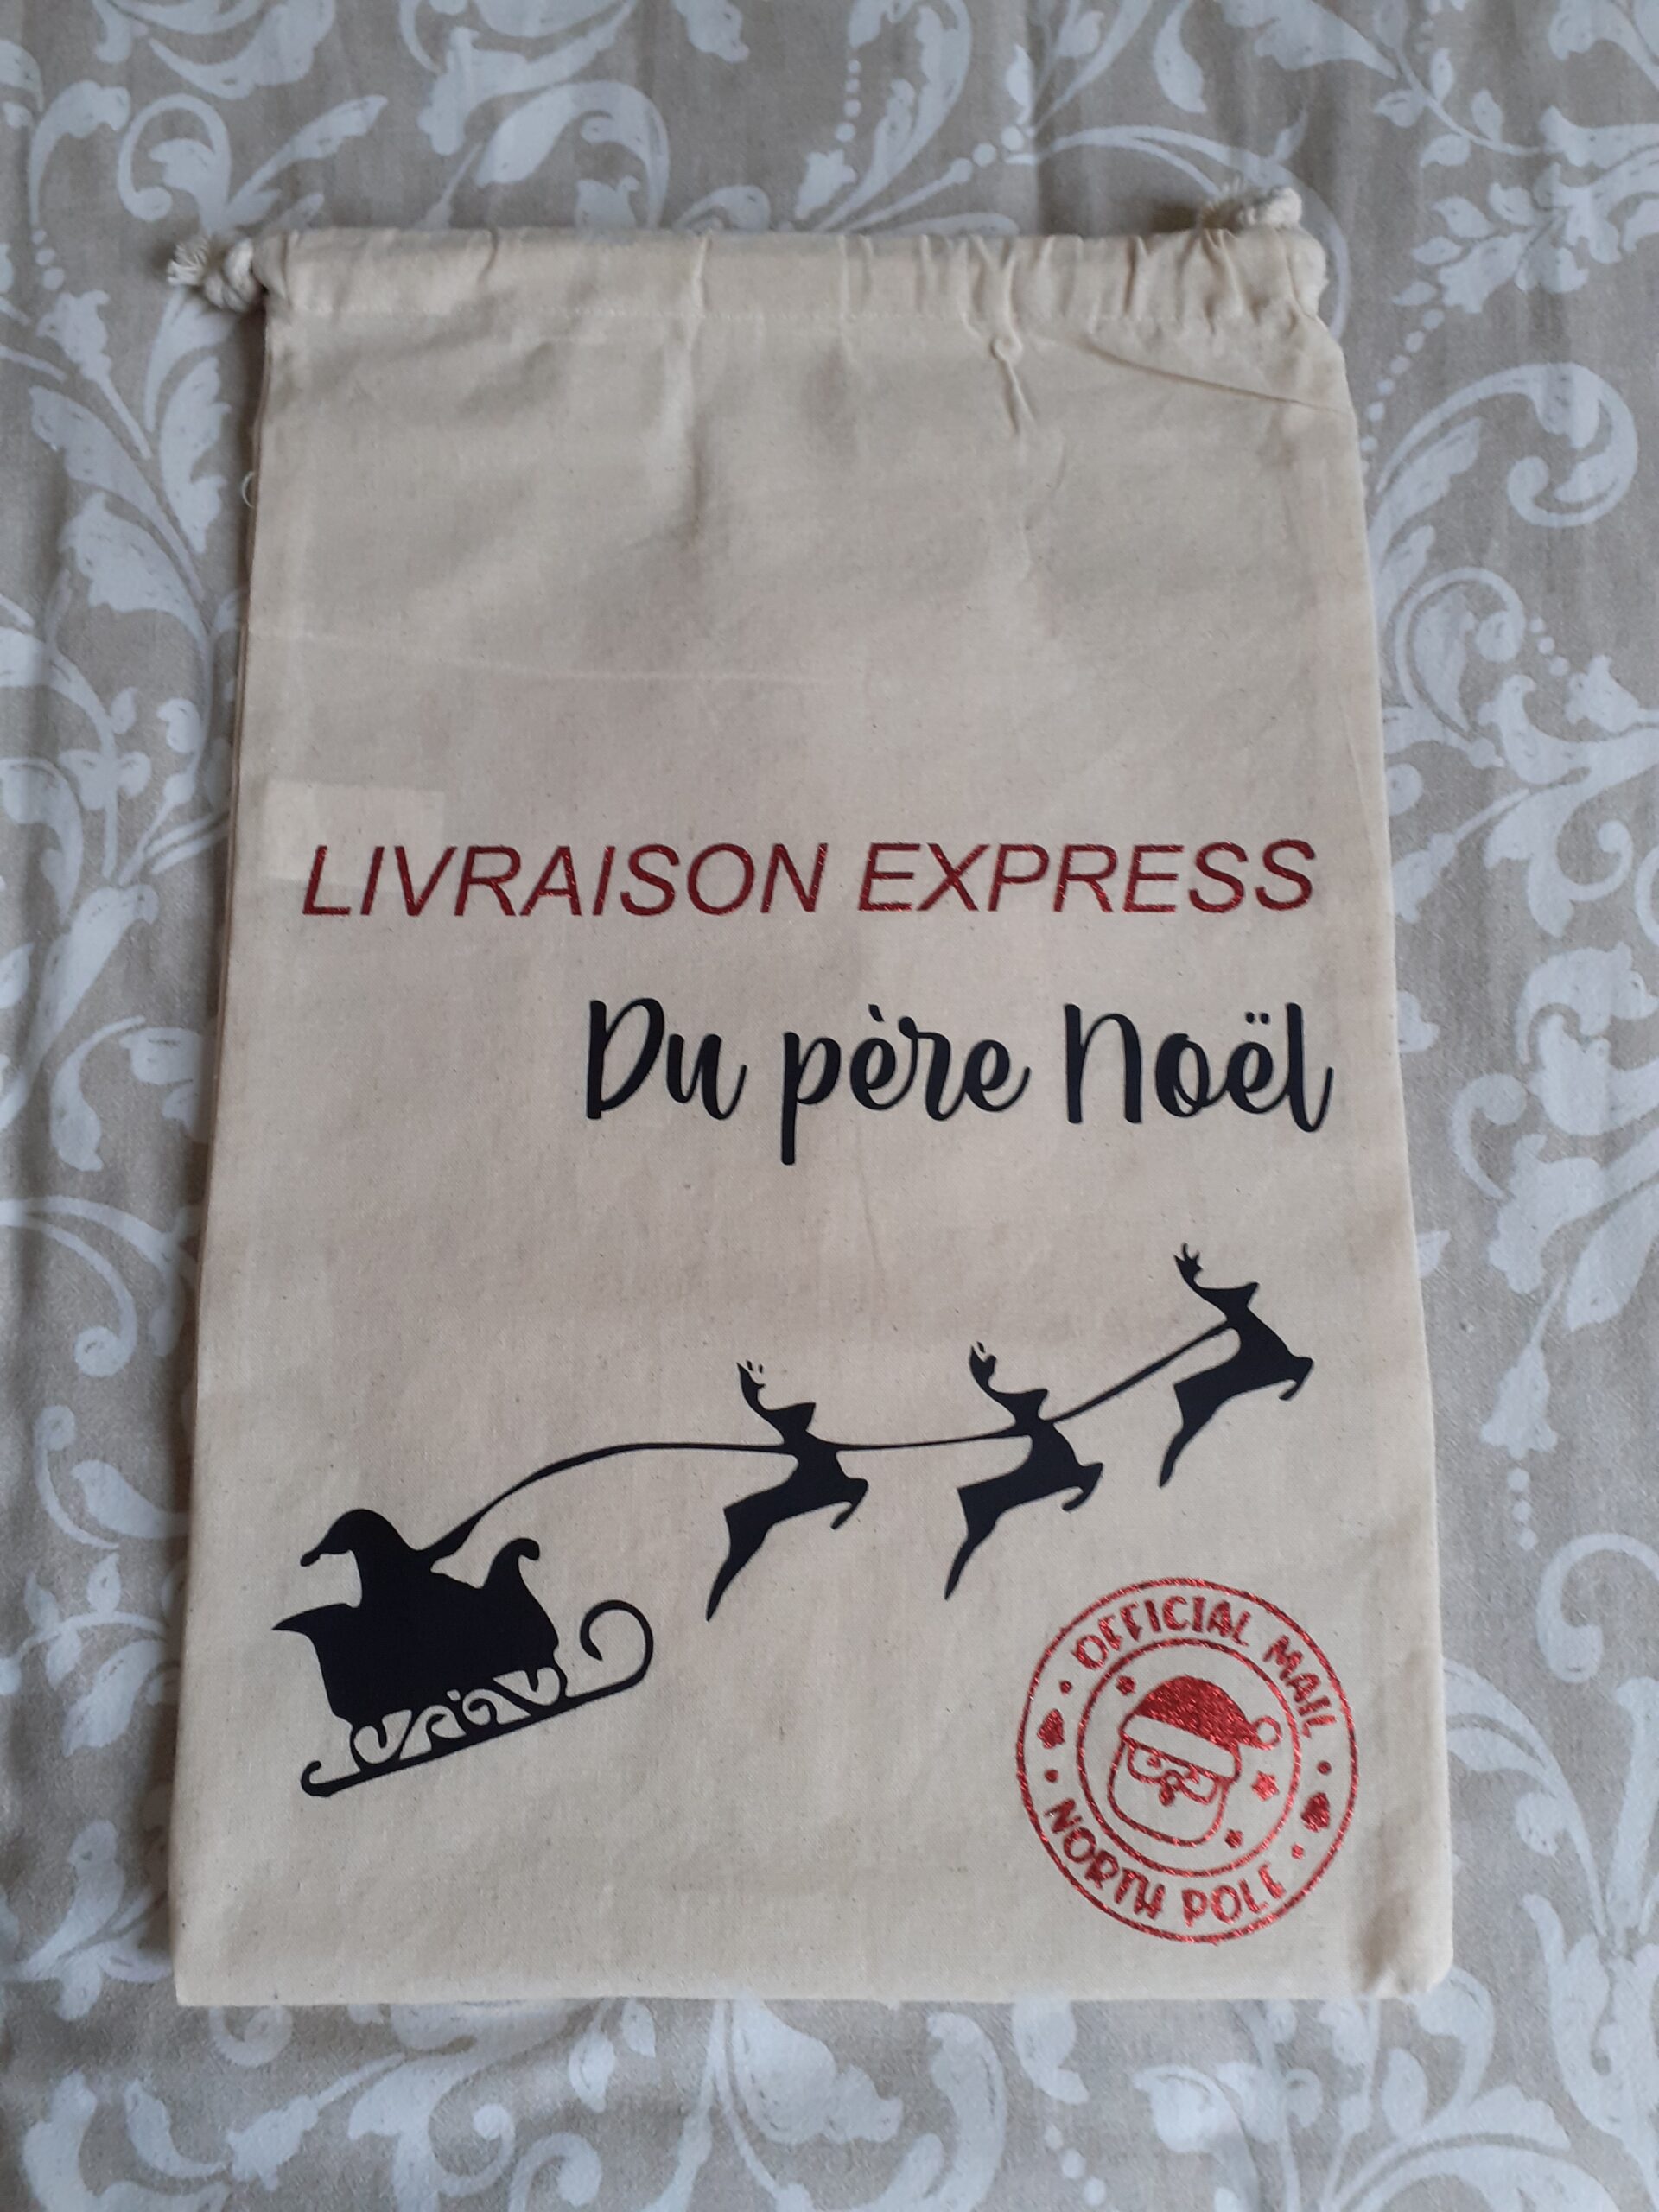 LIVRAISON EXPRESS
Du père Noël
OFFICIAL MAIL
NORTH POLE